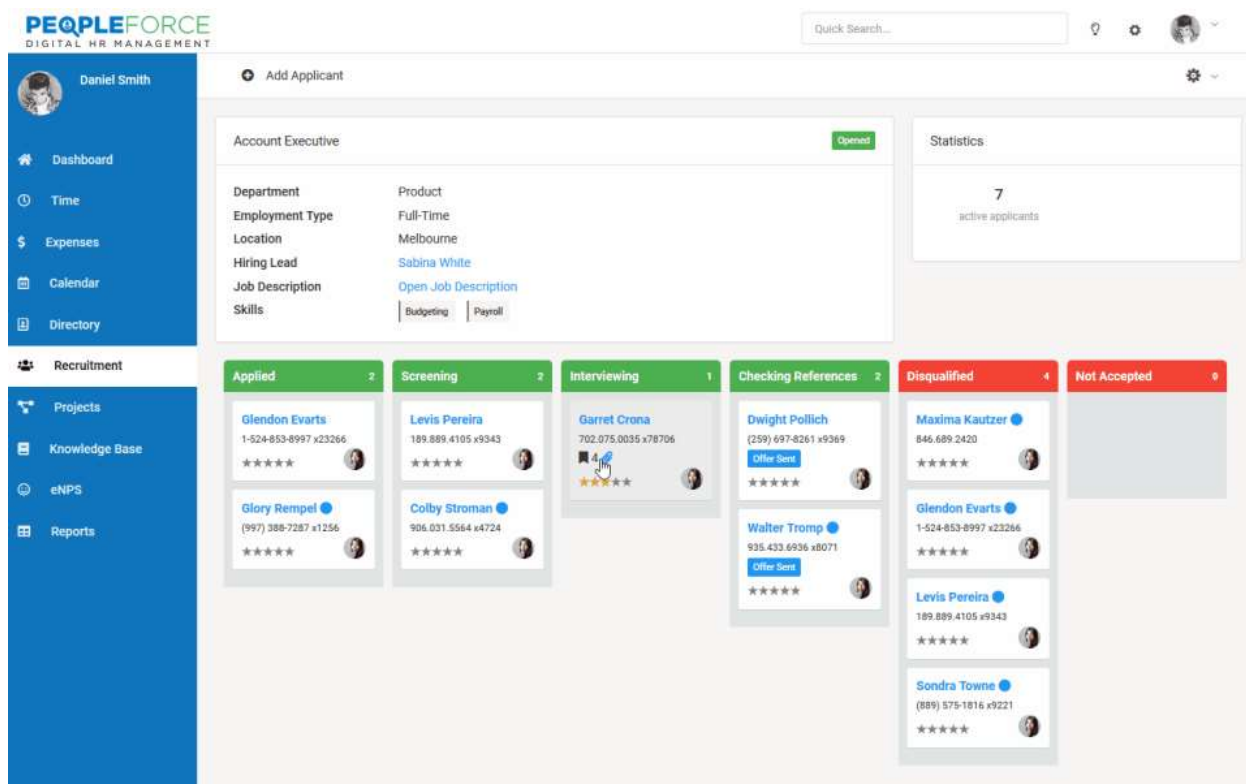 PEOPLEFORCE
DIGITAL HR MANAGEMENT
Quick Search...
Daniel Smith
Add Applicant
Dashboard
Time
Expenses
Calendar
Directory
Recruitment
Projects
Knowledge Base
eNPS
Reports
Account Executive
Opened
Department Product
Employment Type Full-Time
Location Melbourne
Hiring Lead Sabina White
Job Description Open Job Description
Skills Budgeting Payroll
Statistics
7
active applicants
Applied 2
Glendon Evarts
1-524-853-8997 x23266
Glory Rempel
(997) 388-7287 x1256
Screening 2
Levis Pereira
189.889.4105 x9343
Colby Stroman
906.031.5564 x4724
Interviewing 1
Garret Crona
702.075.0035 x78706
4
Checking References 2
Dwight Pollich
(259) 697-8261 x9369
Offer Sent
Walter Tromp
935.433.6936 x8071
Offer Sent
Disqualified 4
Maxima Kautzer
846.689.2420
Glendon Evarts
1-524-853-8997 x23266
Levis Pereira
189.889.4105 x9343
Sondra Towne
(889) 575-1816 x9221
Not Accepted 0